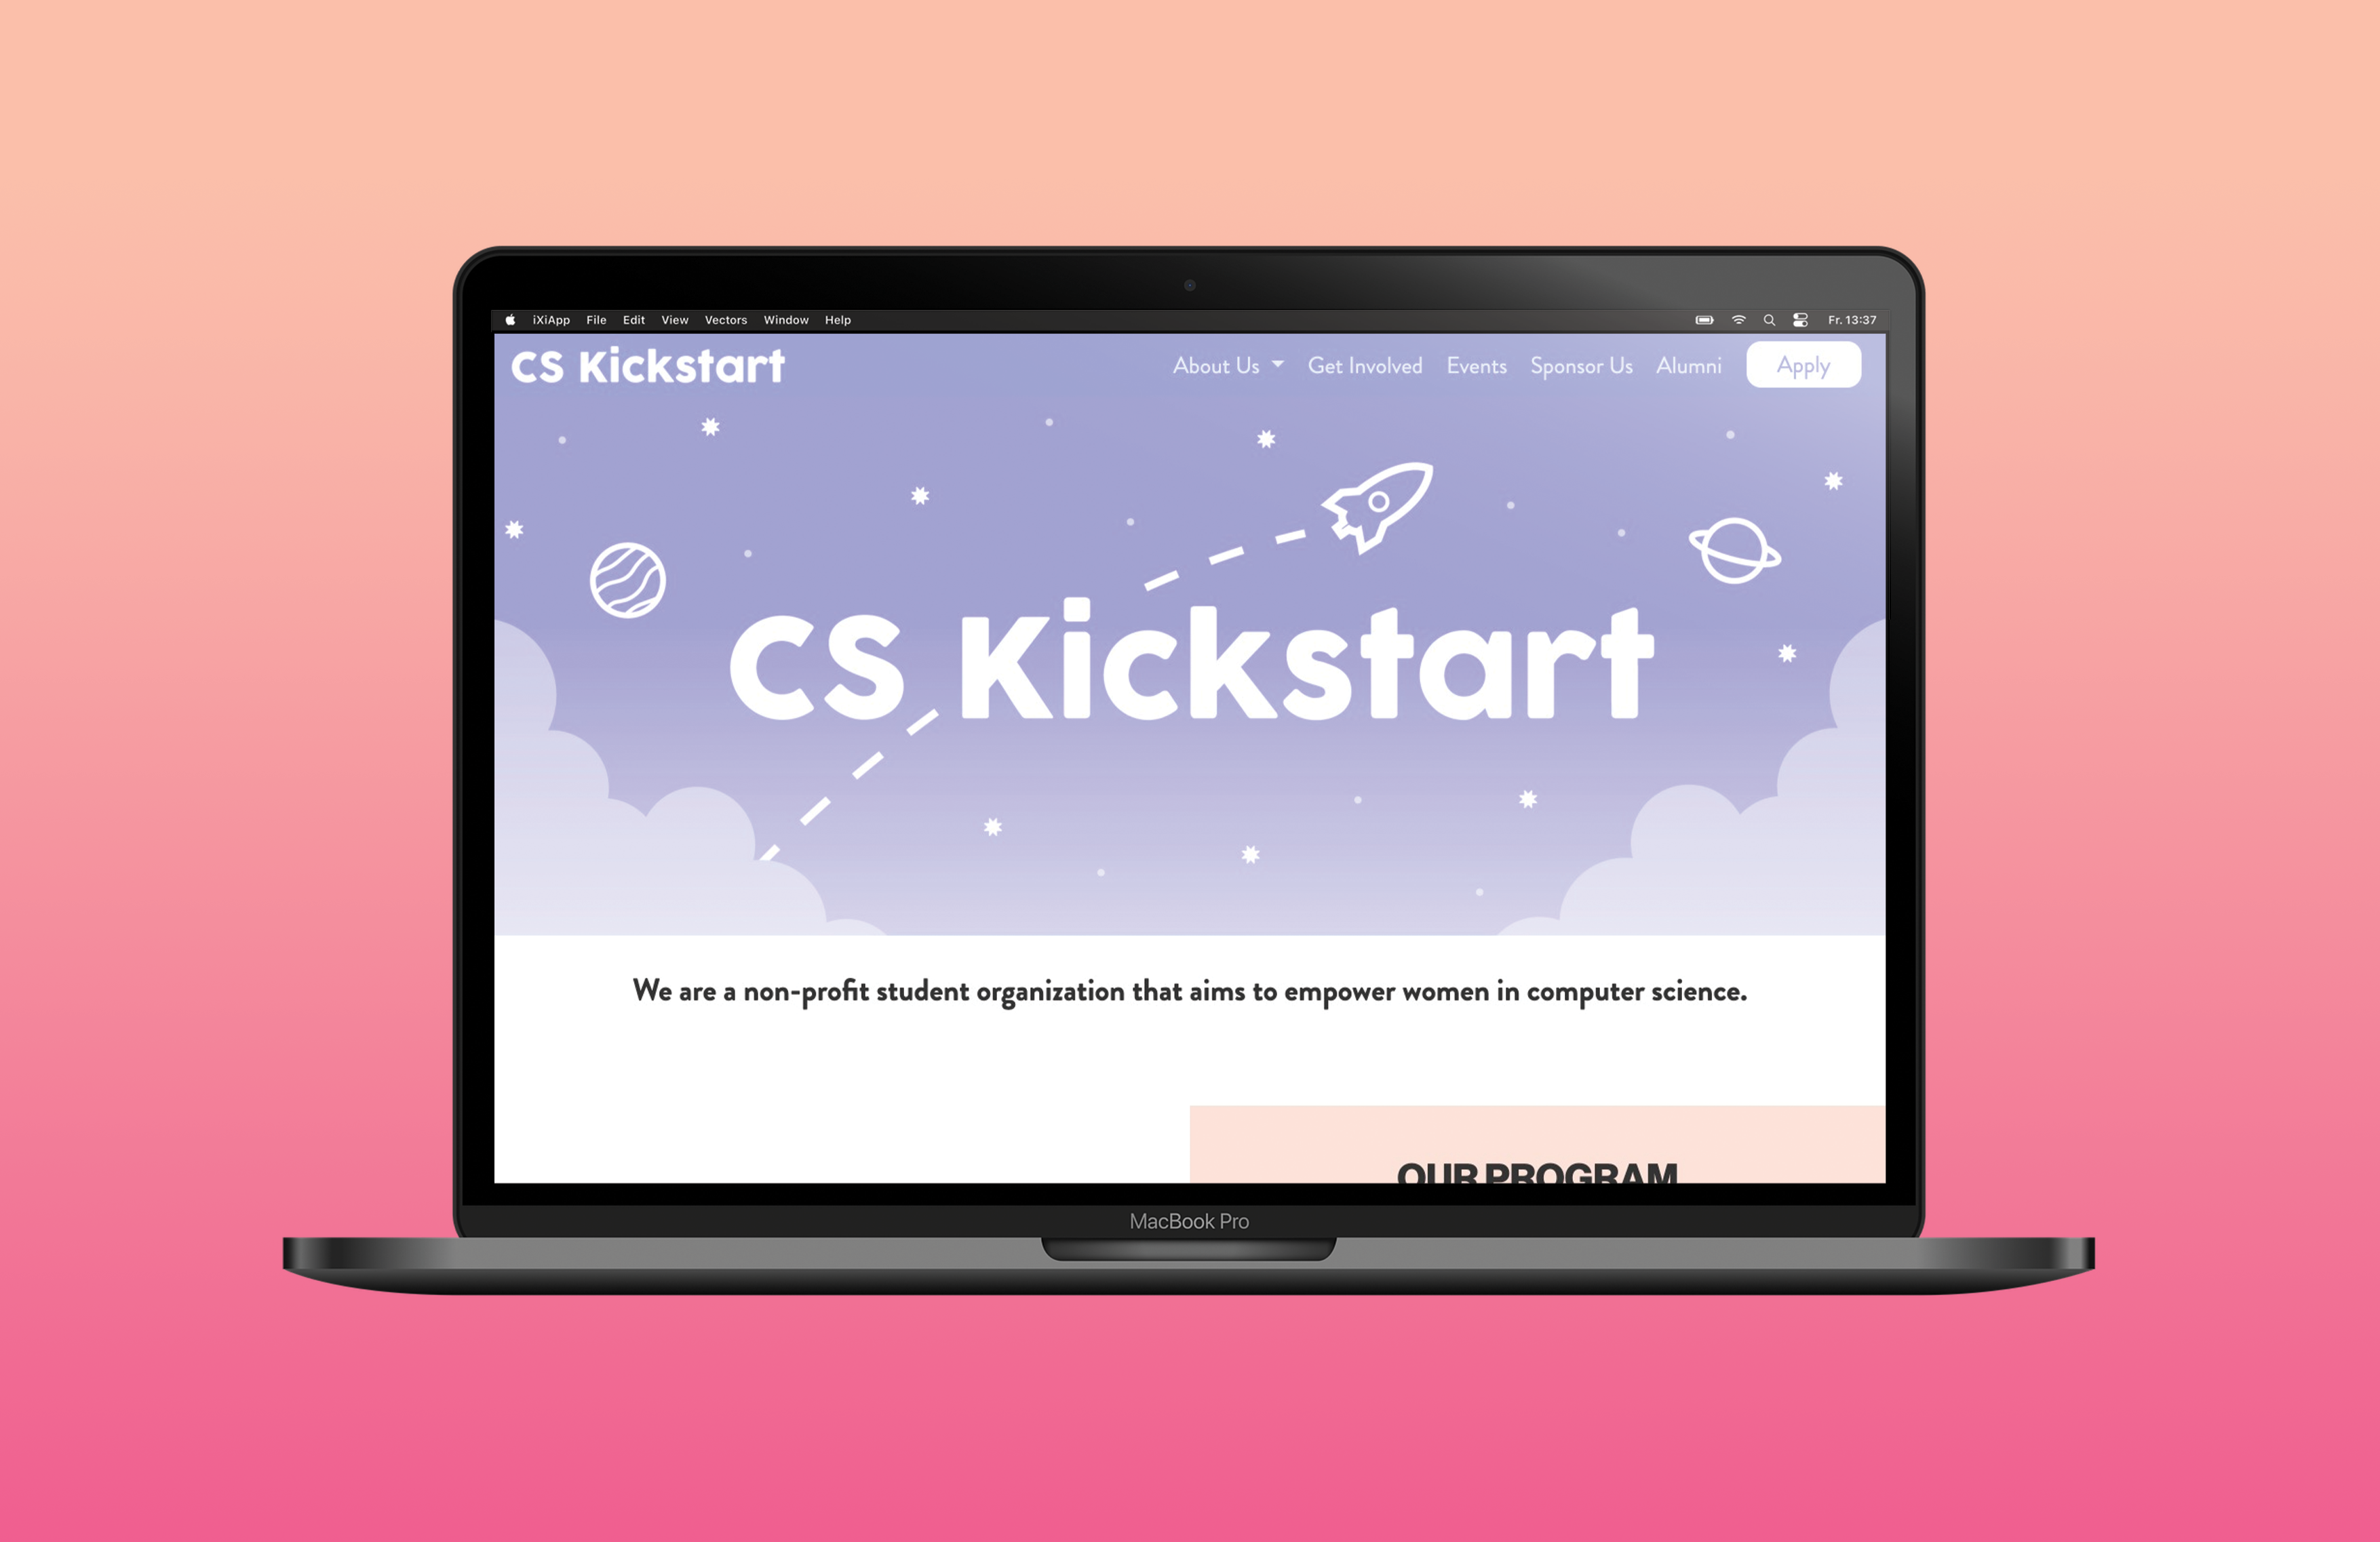 iXiApp File Edit View Vectors Window Help Fr. 13:37
CS Kickstart About Us Get Involved Events Sponsor Us Alumni Apply
CS Kickstart
We are a non-profit student organization that aims to empower women in computer science.
OUR PROGRAM
MacBook Pro